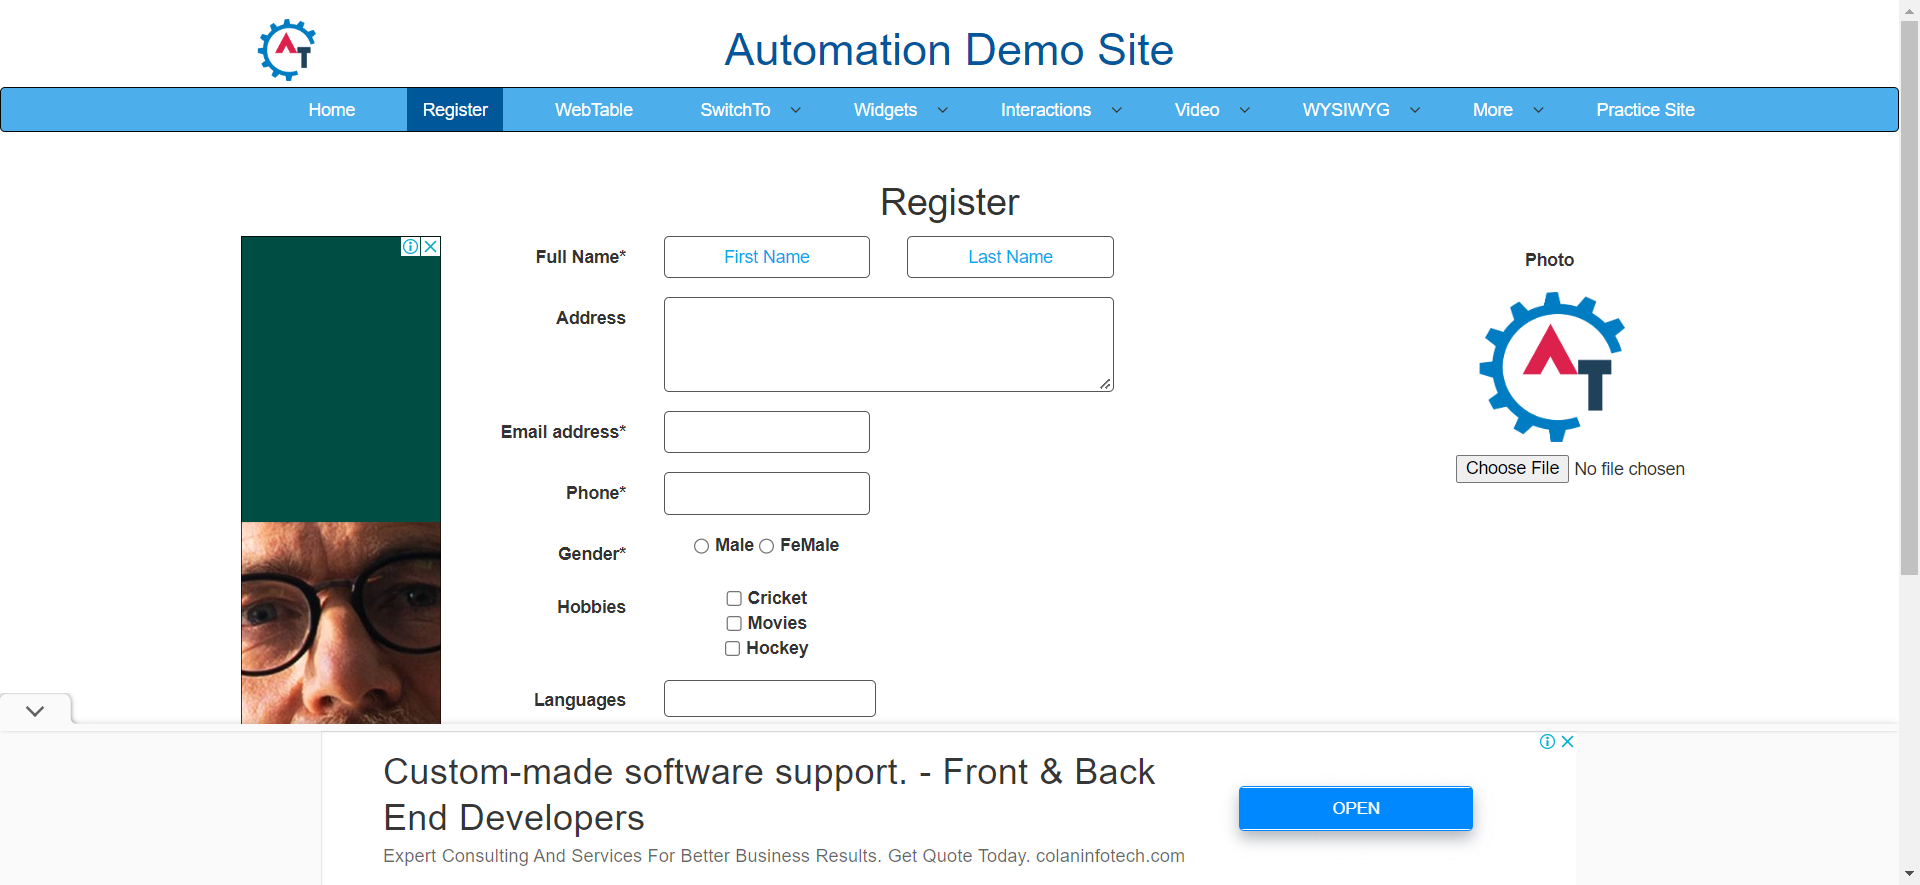 AT
Automation Demo Site
Home Register WebTable SwitchTo Widgets Interactions Video WYSIWYG More Practice Site
Register
Full Name* First Name Last Name
Photo
Address
AT
Email address*
Choose File No file chosen
Phone*
Gender* Male FeMale
Hobbies Cricket
Movies
Hockey
Languages
Custom-made software support. - Front & Back
End Developers
OPEN
Expert Consulting And Services For Better Business Results. Get Quote Today. colaninfotech.com